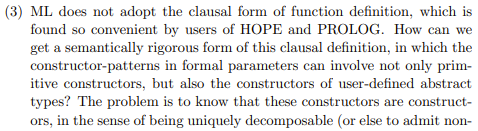 (3) ML does not adopt the clausal form of function definition, which is
found so convenient by users of HOPE and PROLOG. How can we
get a semantically rigorous form of this clausal definition, in which the
constructor-patterns in formal parameters can involve not only prim-
itive constructors, but also the constructors of user-defined abstract
types? The problem is to know that these constructors are construct-
ors, in the sense of being uniquely decomposable (or else to admit non-